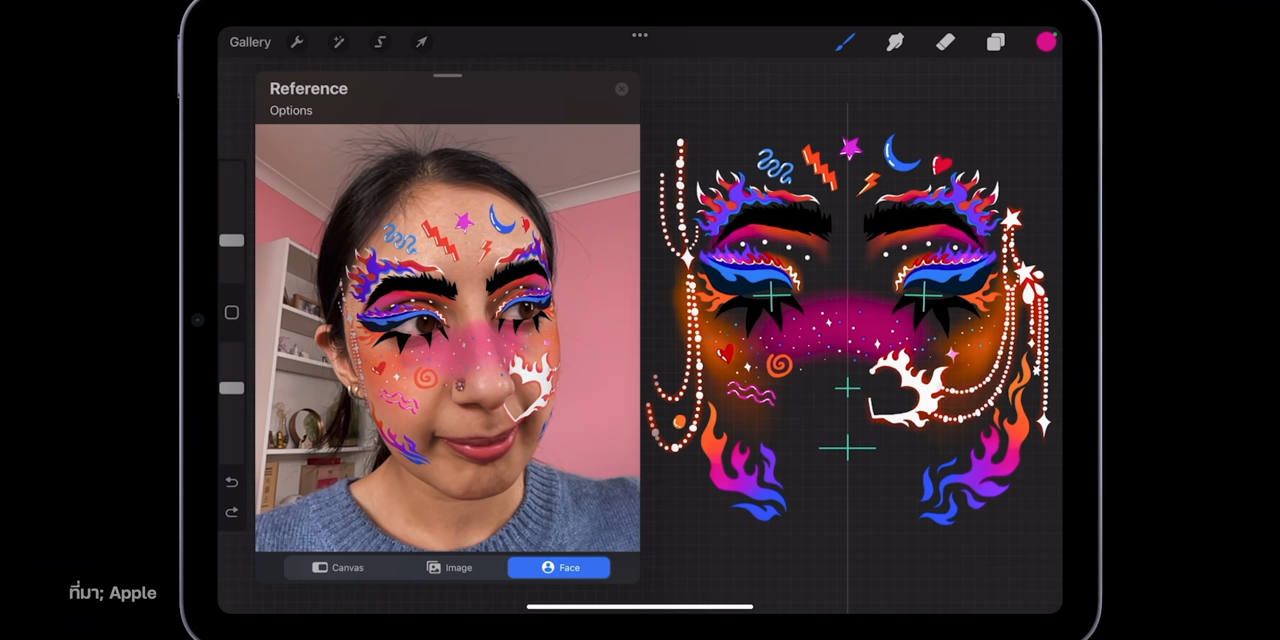 Gallery
Reference
Options
Canvas
Image
Face
ที่มา; Apple